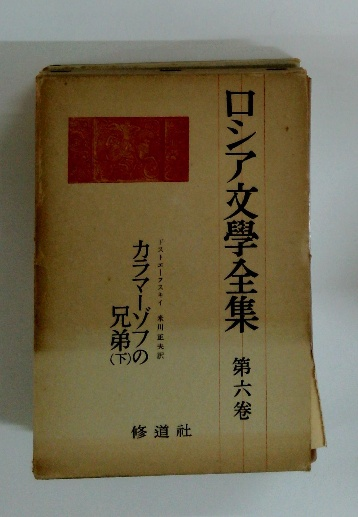 ロシア文學全集 第六卷
ドストエーフスキイ 米川正夫訳
カラマーゾフの
兄弟(下)
修道社